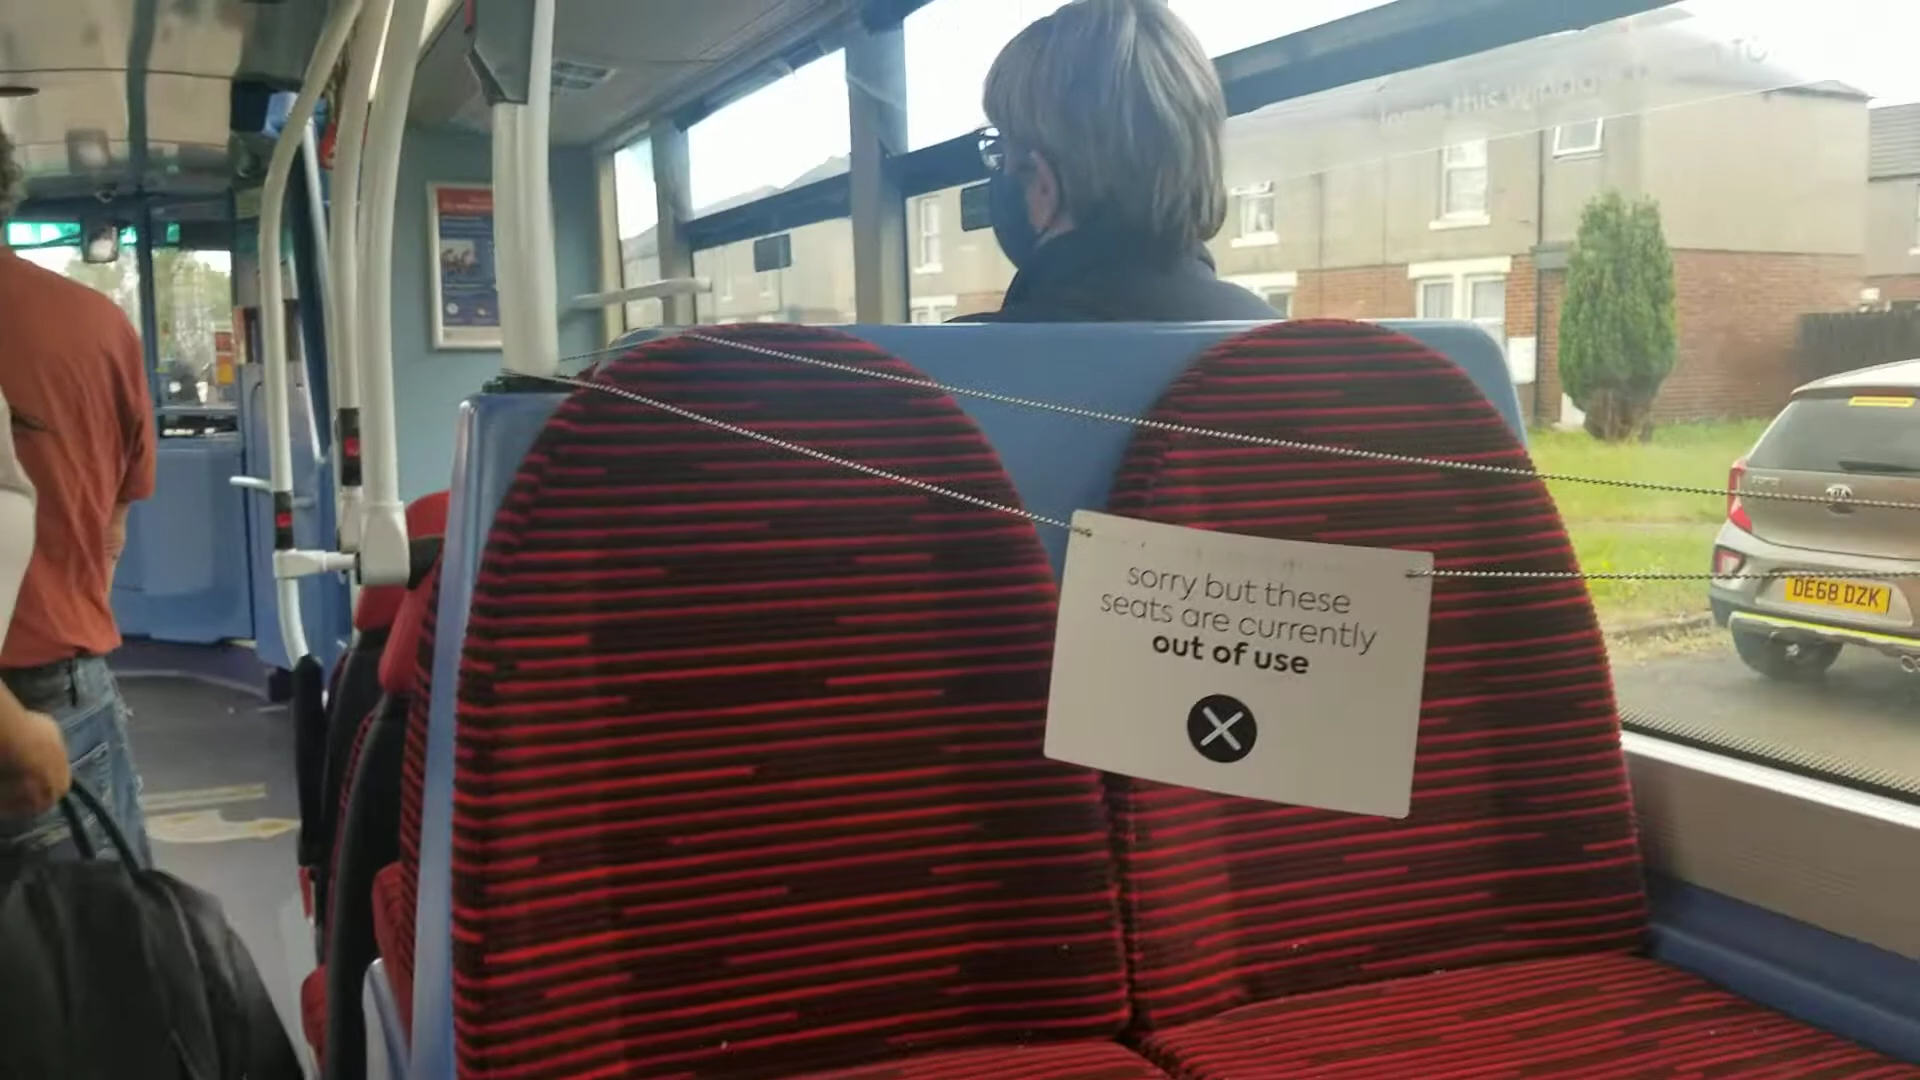 sorry but these
seats are currently
out of use
DE68 DZK